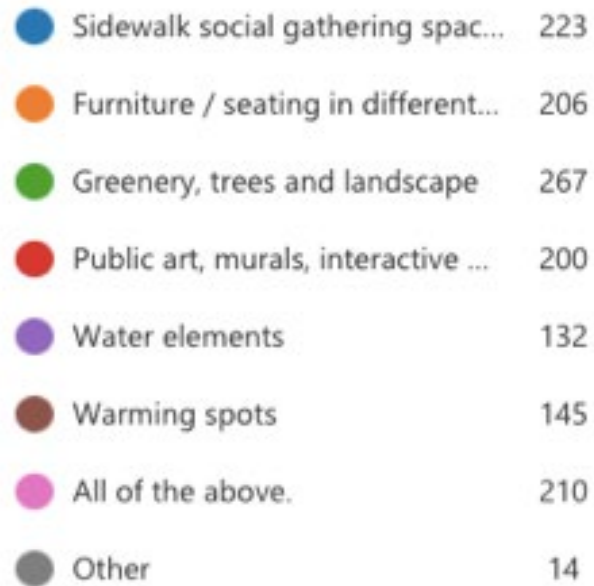 Sidewalk social gathering spac... 223
Furniture / seating in different... 206
Greenery, trees and landscape 267
Public art, murals, interactive ... 200
Water elements 132
Warming spots 145
All of the above. 210
Other 14